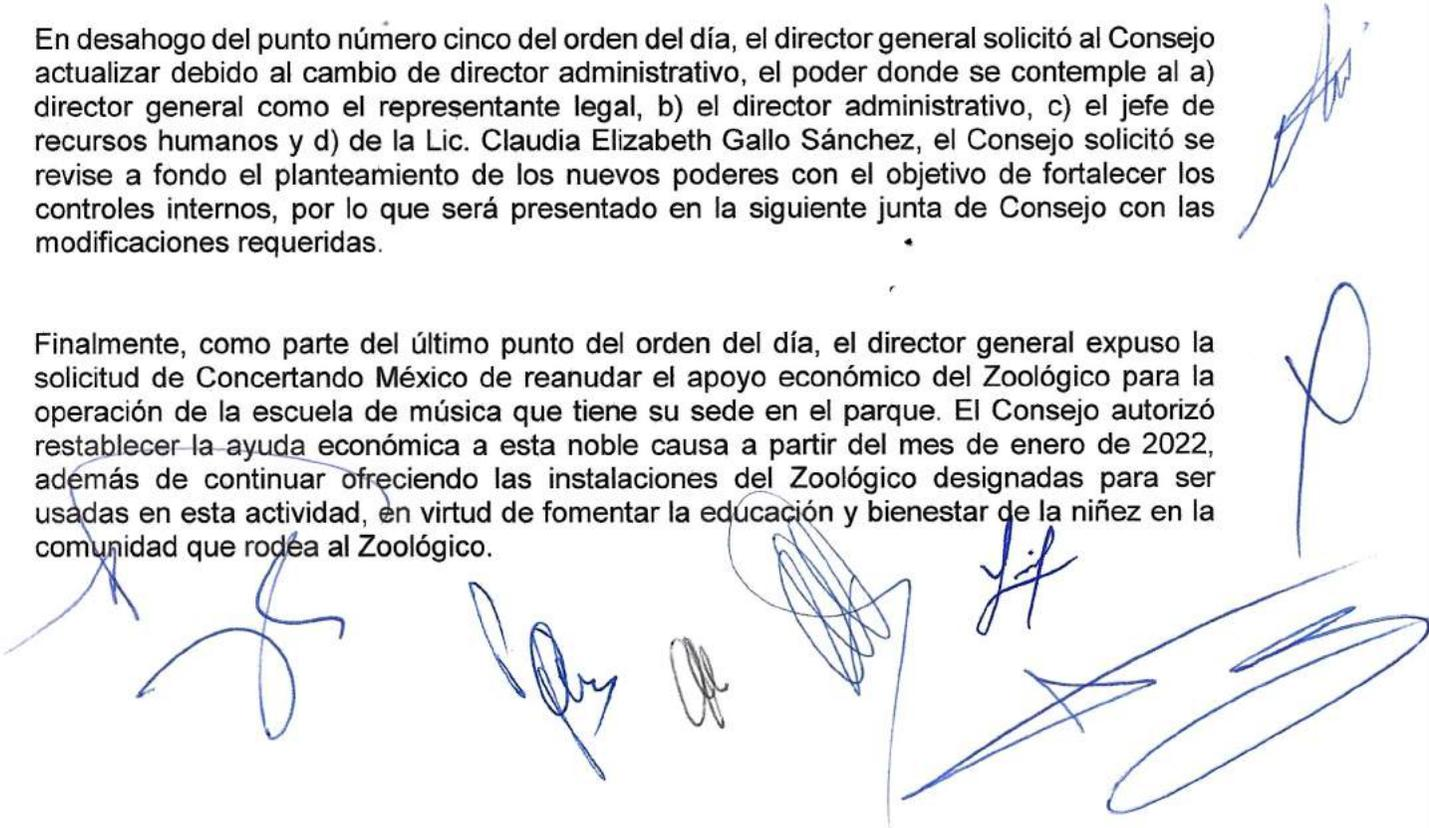 En desahogo del punto número cinco del orden del día, el director general solicitó al Consejo
actualizar debido al cambio de director administrativo, el poder donde se contemple al a)
director general como el representante legal, b) el director administrativo, c) el jefe de
recursos humanos y d) de la Lic. Claudia Elizabeth Gallo Sánchez, el Consejo solicitó se
revise a fondo el planteamiento de los nuevos poderes con el objetivo de fortalecer los
controles internos, por lo que será presentado en la siguiente junta de Consejo con las
modificaciones requeridas.
Finalmente, como parte del último punto del orden del día, el director general expuso la
solicitud de Concertando México de reanudar el apoyo económico del Zoológico para la
operación de la escuela de música que tiene su sede en el parque. El Consejo autorizó
restablecer la ayuda económica a esta noble causa a partir del mes de enero de 2022,
además de continuar ofreciendo las instalaciones del Zoológico designadas para ser
usadas en esta actividad, en virtud de fomentar la educación y bienestar de la niñez en la
comunidad que rodea al Zoológico.